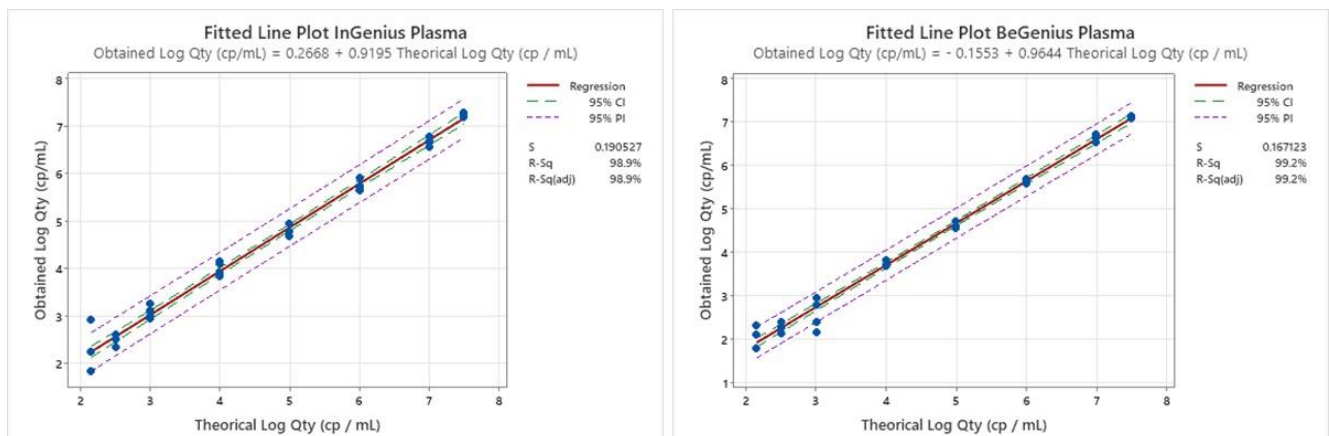 Fitted Line Plot InGenius Plasma
Obtained Log Qty (cp/mL) = 0.2668 + 0.9195 Theorical Log Qty (cp / mL)
Obtained Log Qty (cp/mL)
8
7
6
5
4
3
2
2 3 4 5 6 7 8
Theorical Log Qty (cp / mL)
Regression
95% CI
95% PI
S 0.190527
R-Sq 98.9%
R-Sq(adj) 98.9%
Fitted Line Plot BeGenius Plasma
Obtained Log Qty (cp/mL) = - 0.1553 + 0.9644 Theorical Log Qty (cp / mL)
Obtained Log Qty (cp/mL)
8
7
6
5
4
3
2
1
2 3 4 5 6 7 8
Theorical Log Qty (cp / mL)
Regression
95% CI
95% PI
S 0.167123
R-Sq 99.2%
R-Sq(adj) 99.2%